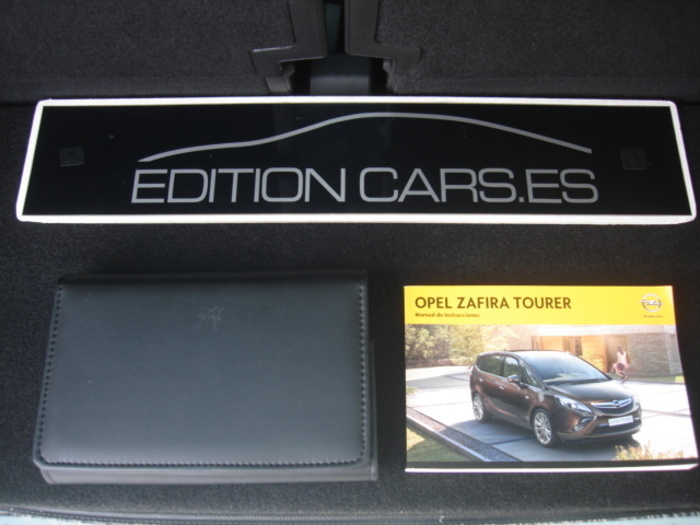 EDITION CARS.ES
OPEL ZAFIRA TOURER
Manual de Instrucciones